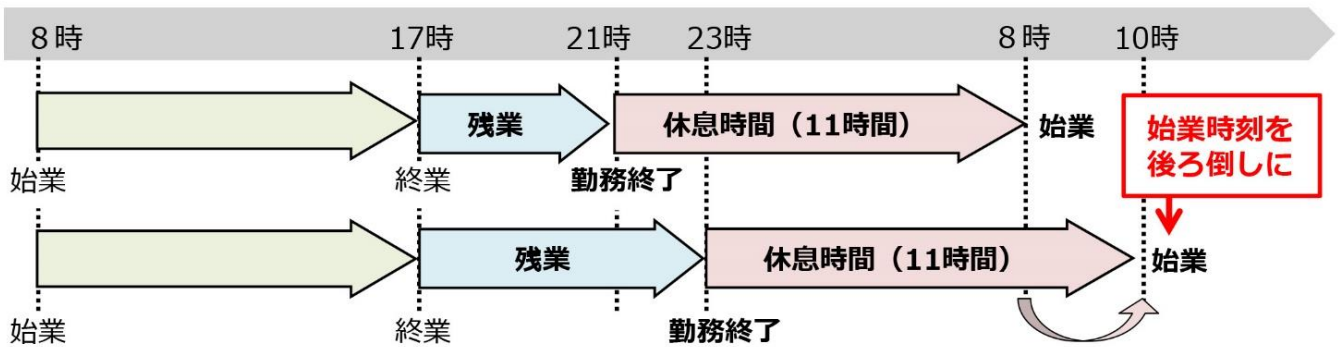 8時 17時 21時 23時 8時 10時
残業 休息時間（11時間） 始業
始業時刻を
後ろ倒しに
始業 終業 勤務終了
残業 休息時間（11時間） 始業
始業 終業 勤務終了